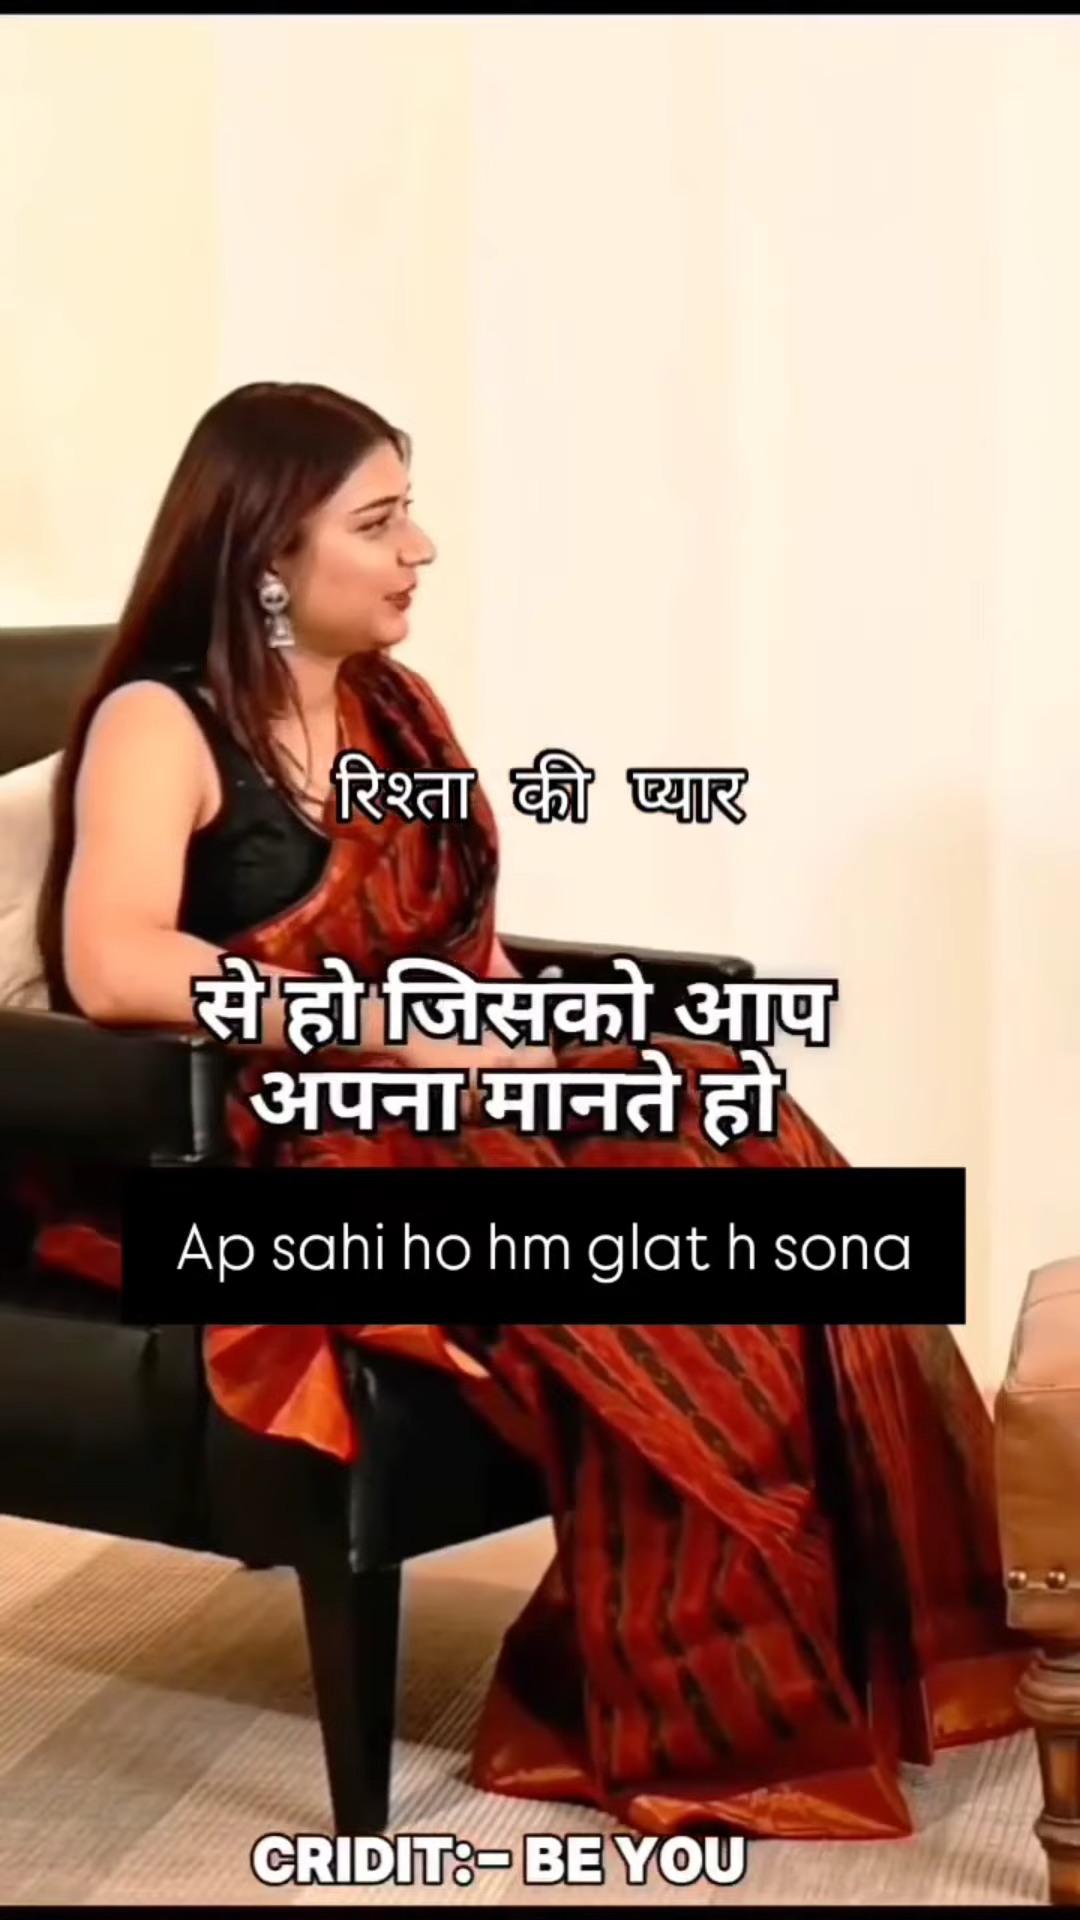 रिश्ता की प्यार
से हो जिसको आप
अपना मानते हो
Ap sahi ho hm glat h sona
CRIDIT:- BE YOU